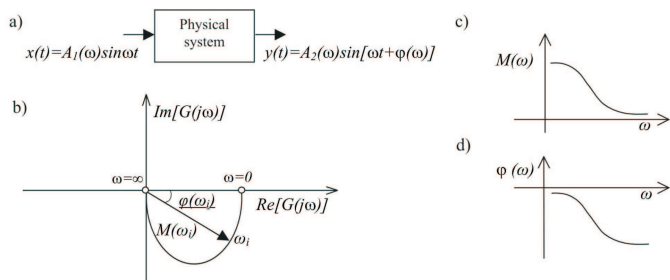 a)
Physical
system
x(t)=A₁(ω)sinωt
y(t)=A₂(ω)sin[ωt+φ(ω)]
b)
Im[G(jω)]
ω=∞
ω=0
φ(ωᵢ)
Re[G(jω)]
M(ωᵢ)
ωᵢ
c)
M(ω)
ω
d)
φ (ω)
ω